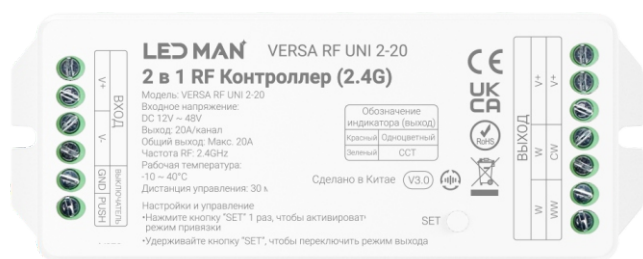 LED MAN VERSA RF UNI 2-20
2 в 1 RF Контроллер (2.4G)
Модель: VERSA RF UNI 2-20
Входное напряжение:
DC 12V ~ 48V
Выход: 20А/канал
Общий выход: Макс. 20А
Частота RF: 2.4GHz
Рабочая температура:
-10 ~ 40°C
Дистанция управления: 30 м
Настройки и управление
•Нажмите кнопку "SET" 1 раз, чтобы активировать
режим привязки
•Удерживайте кнопку "SET", чтобы переключить режим выхода
Обозначение
индикатора (выход)
Красный Одноцветный
Зеленый CCT
Сделано в Китае V3.0
SET
CE
UK
CA
RoHS
ВХОД
V+
V-
ВЫКЛЮЧАТЕЛЬ
GND PUSH
ВЫХОД
V+ V+
W CW
W WW